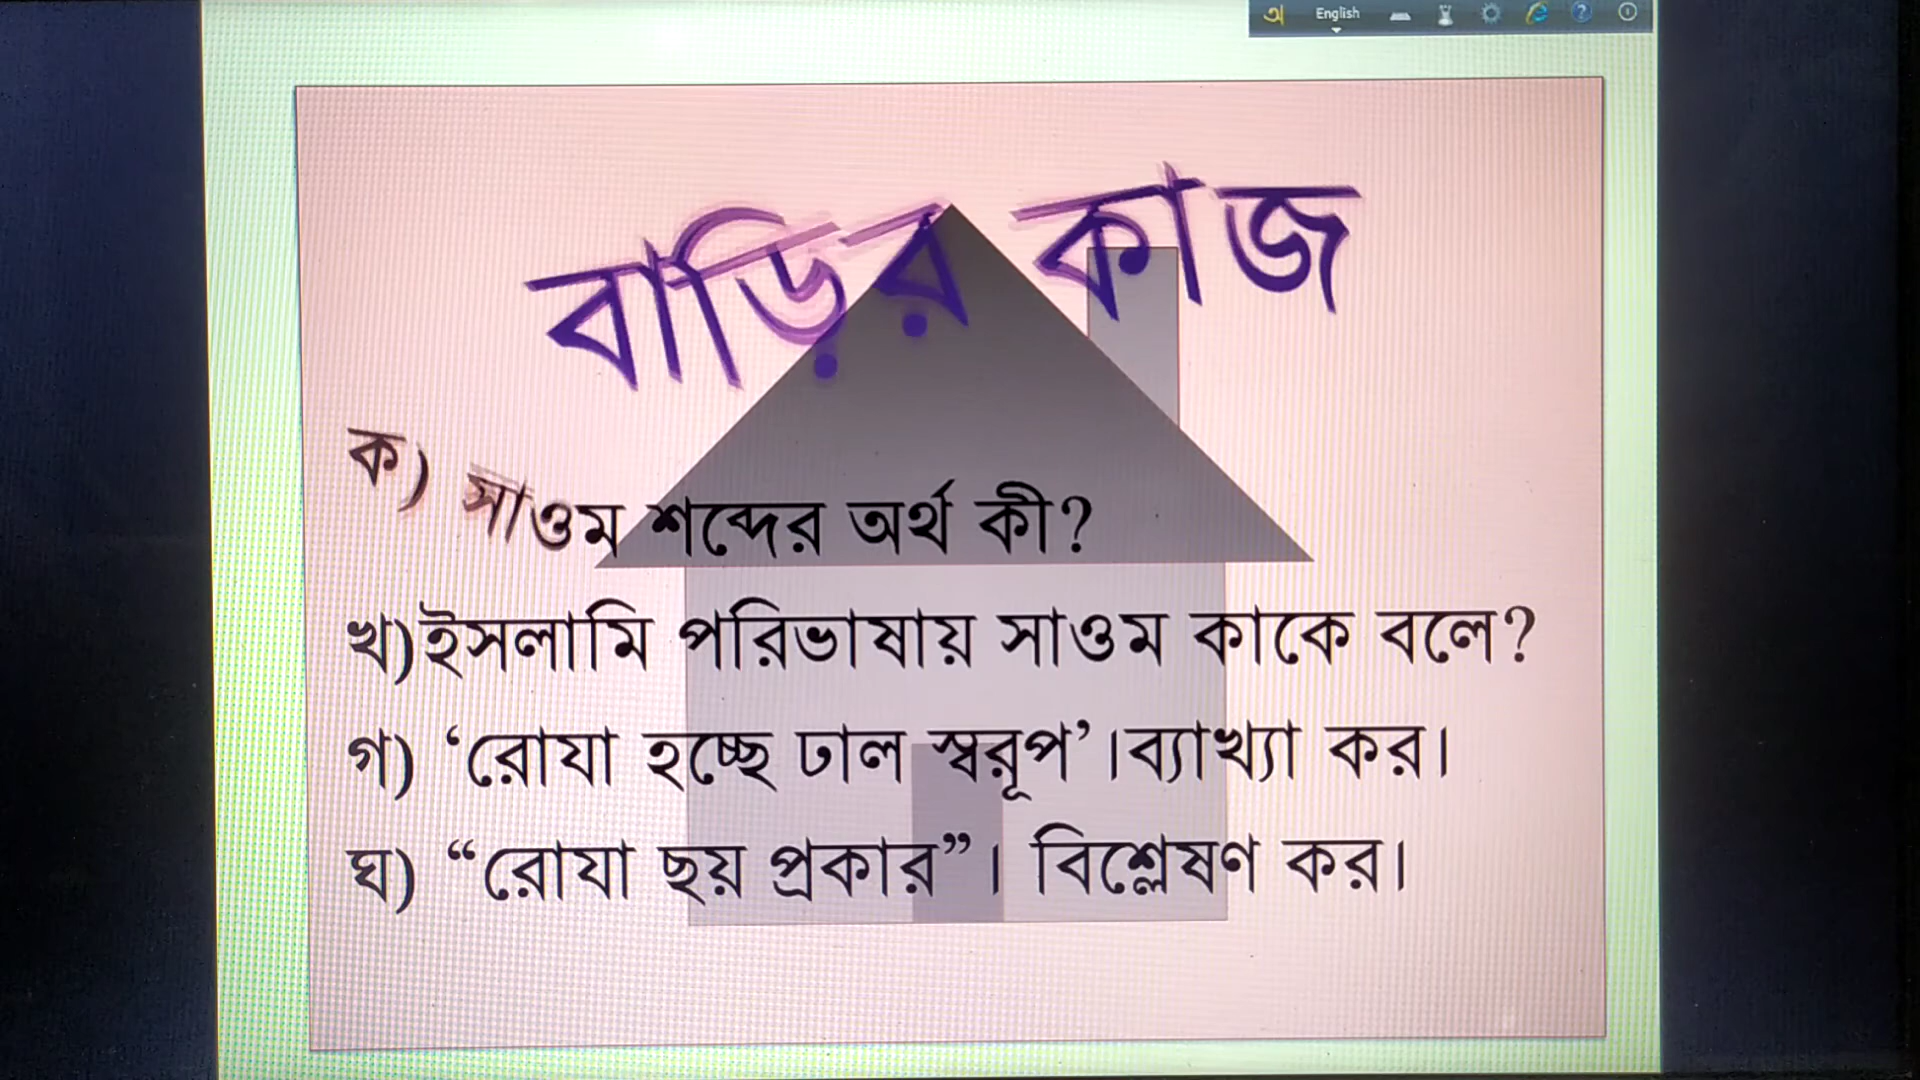 অ English
বাড়ির কাজ
ক) সাওম শব্দের অর্থ কী?
খ)ইসলামি পরিভাষায় সাওম কাকে বলে?
গ) ‘রোযা হচ্ছে ঢাল স্বরূপ’।ব্যাখ্যা কর।
ঘ) “রোযা ছয় প্রকার”। বিশ্লেষণ কর।